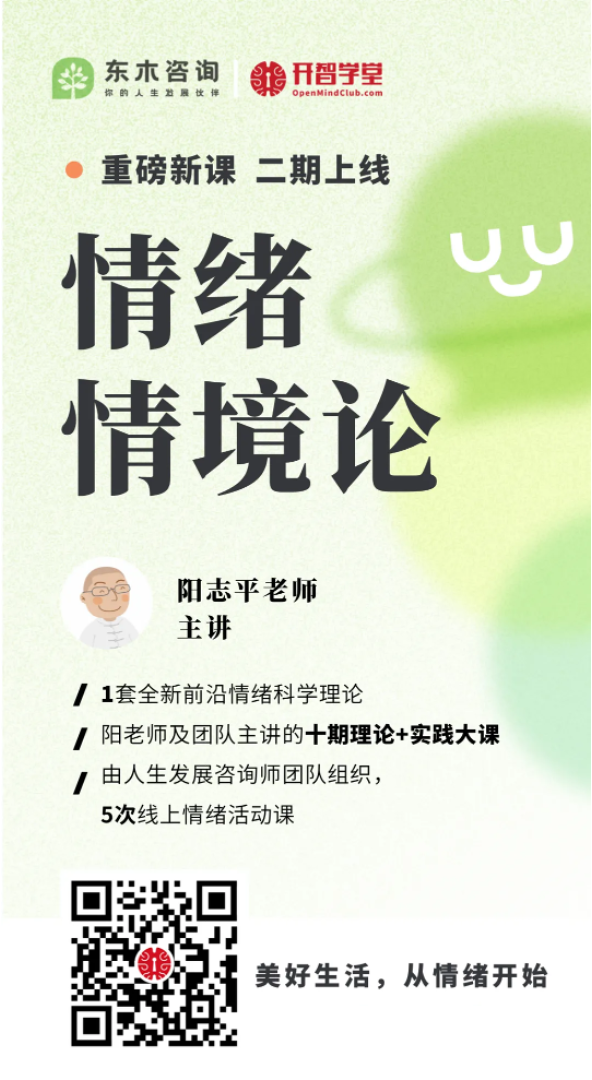 东木咨询
你的人生发展伙伴
开智学堂
OpenMindClub.com
重磅新课 二期上线
情绪
情境论
阳志平老师
主讲
1套全新前沿情绪科学理论
阳老师及团队主讲的十期理论+实践大课
由人生发展咨询师团队组织，
5次线上情绪活动课
美好生活，从情绪开始